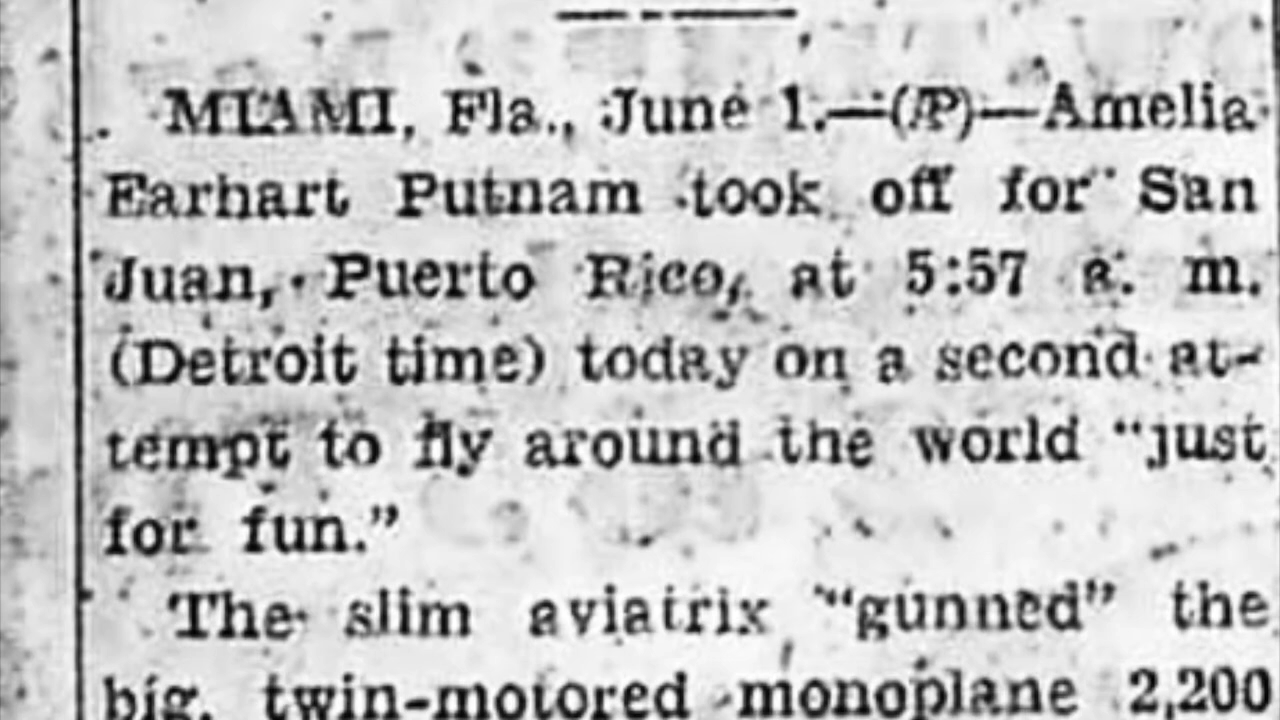 MIAMI, Fla., June 1.—(AP)—Amelia
Earhart Putnam took off for San
Juan, Puerto Rico, at 5:57 a. m.
(Detroit time) today on a second at-
tempt to fly around the world “just
for fun.”
The slim aviatrix “gunned” the
big, twin-motored monoplane 2,200